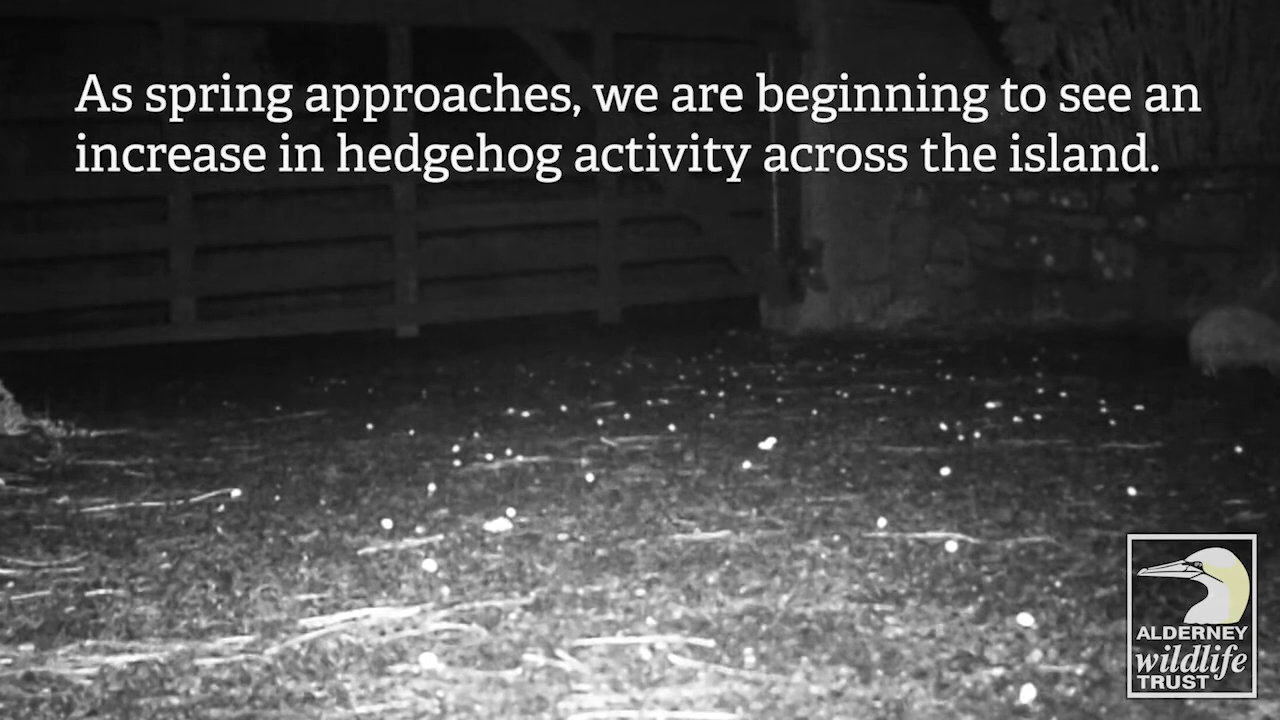 As spring approaches, we are beginning to see an
increase in hedgehog activity across the island.
ALDERNEY
wildlife
TRUST